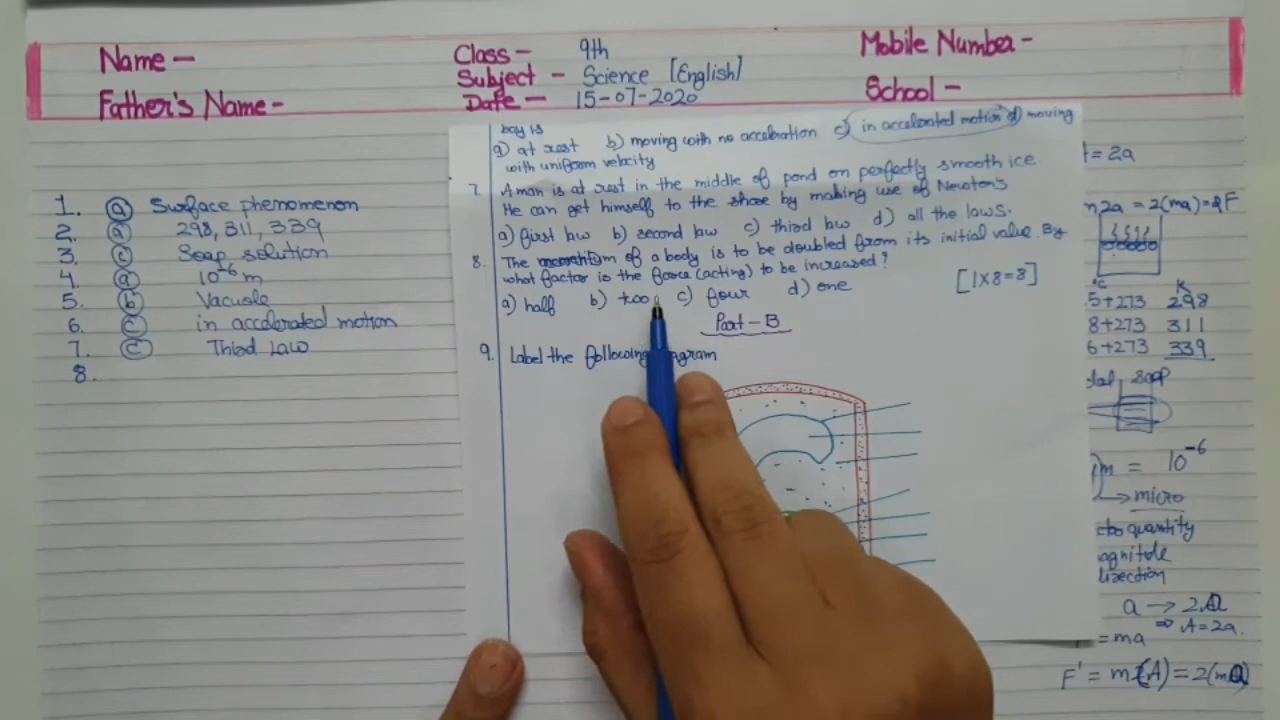 Name -
Class - 9th
Mobile Number -
Subject - Science [English]
Father's Name -
Date - 15-07-2020
School -
1. a Surface phenomenon
2. 298, 311, 339
3. c Soap solution
4. d 10-6 m
5. b Vacuole
6. c in accelerated motion
7. c Third Law
8.
boy is
a) at rest b) moving with no acceleration c) in accelerated motion d) moving
with uniform velocity
7. A man is at rest in the middle of pond on perfectly smooth ice
He can get himself to the shore by making use of Newton's
a) first law b) second law c) third law d) all the laws.
8. The momentum of a body is to be doubled from its initial value. By
what factor is the force (acting) to be increased?
a) half b) two c) four d) one [1x8=8]
Part-B
9. Label the following
= 2a
2a = 2(ma) = 2F
°C K
5+273 298
8+273 311
6+273 339
soap
m = 10-6
→ micro
quantity
a → 2a
⇒ A = 2a.
= ma
F' = m(A) = 2(ma)